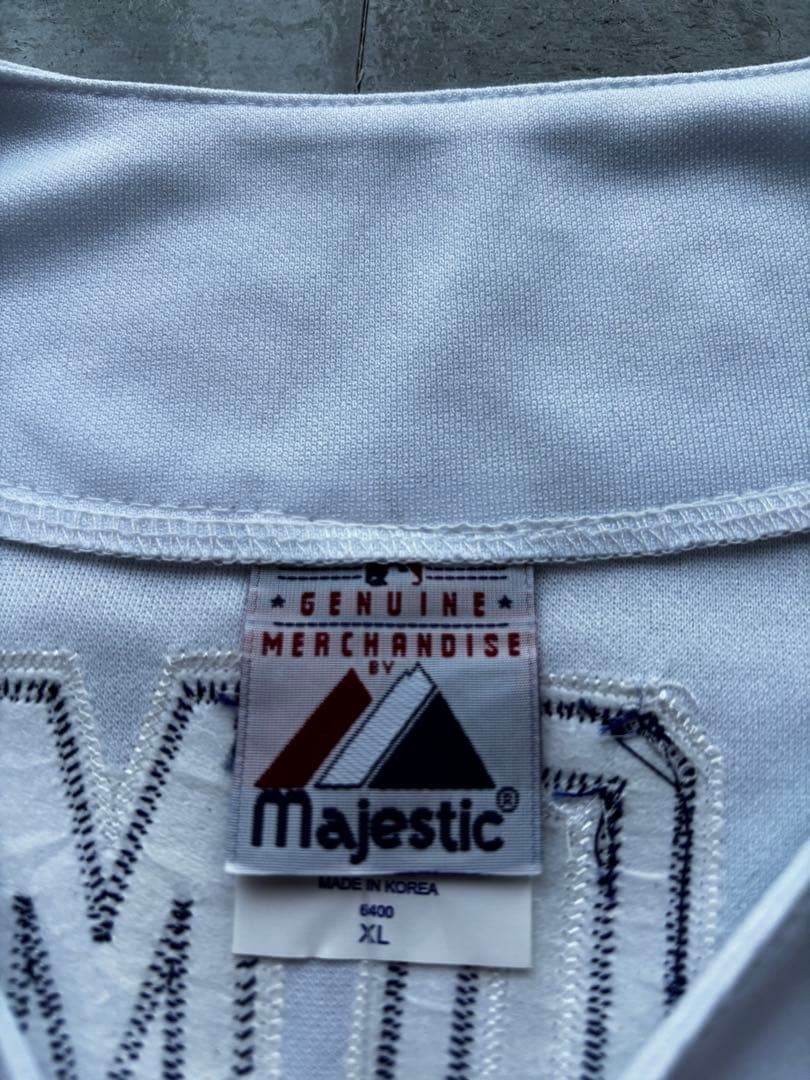 GENUINE
MERCHANDISE
BY
Majestic®
MADE IN KOREA
6400
XL